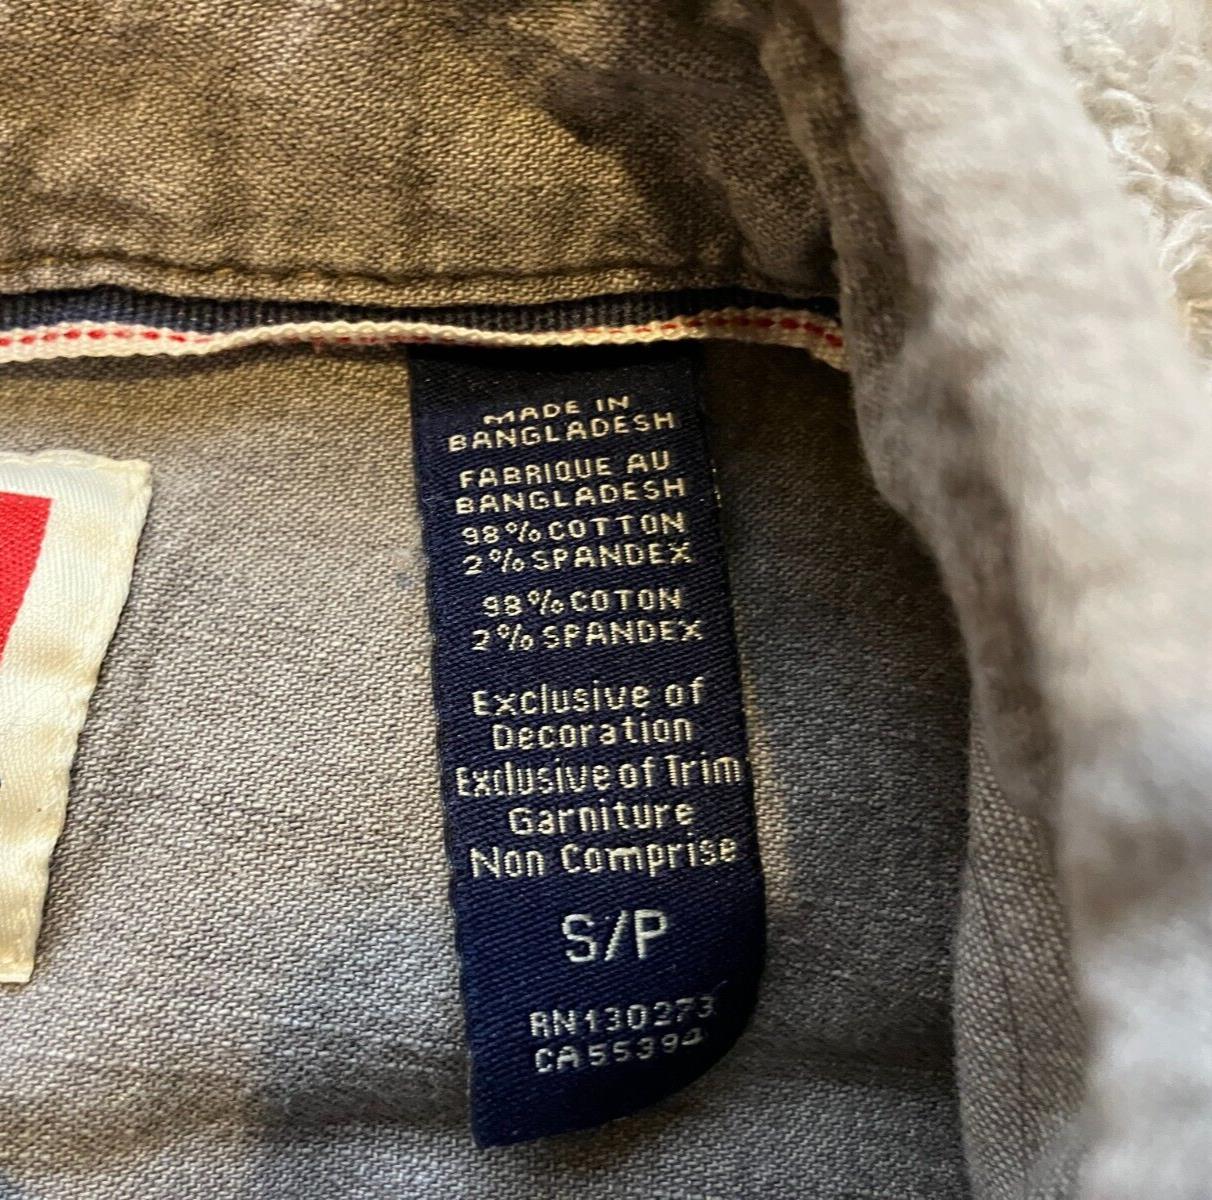 MADE IN
BANGLADESH
FABRIQUE AU
BANGLADESH
98% COTTON
2% SPANDEX
98% COTON
2% SPANDEX
Exclusive of
Decoration
Exclusive of Trim
Garniture
Non Comprise
S/P
RN130273
CA55394